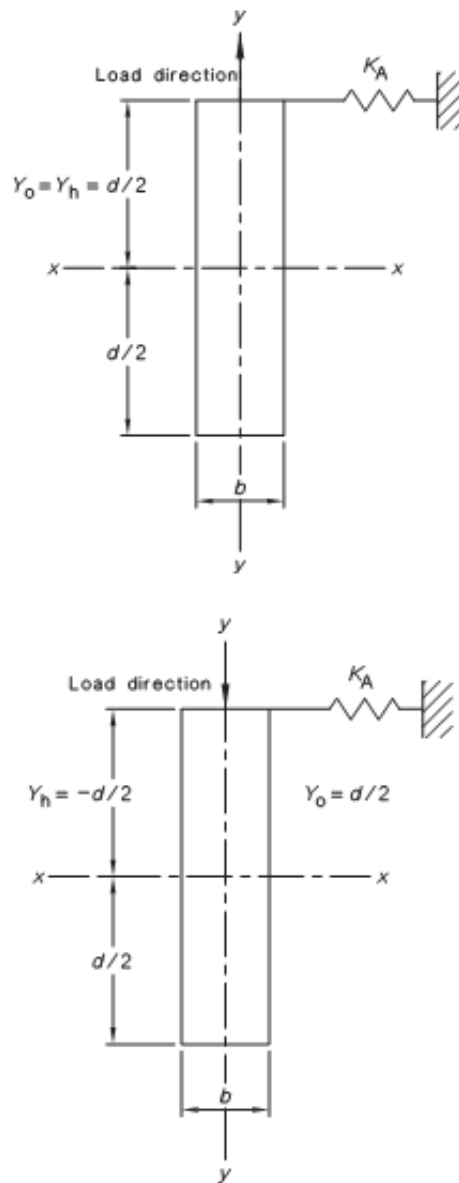 y
Load direction
K_A
Y_o = Y_h = d/2
x x
d/2
b
y
y
Load direction
K_A
Y_h = -d/2
Y_o = d/2
x x
d/2
b
y